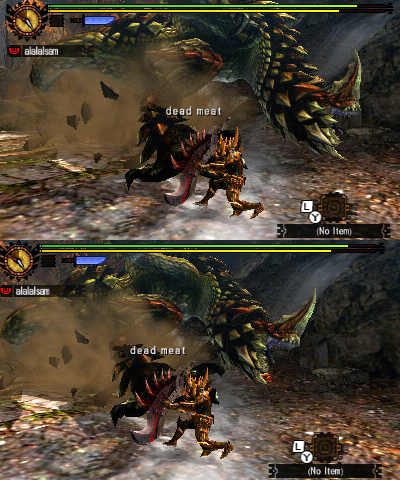 alalalsam
dead meat
L
Y
(No Item)
alalalsam
dead meat
L
Y
(No Item)